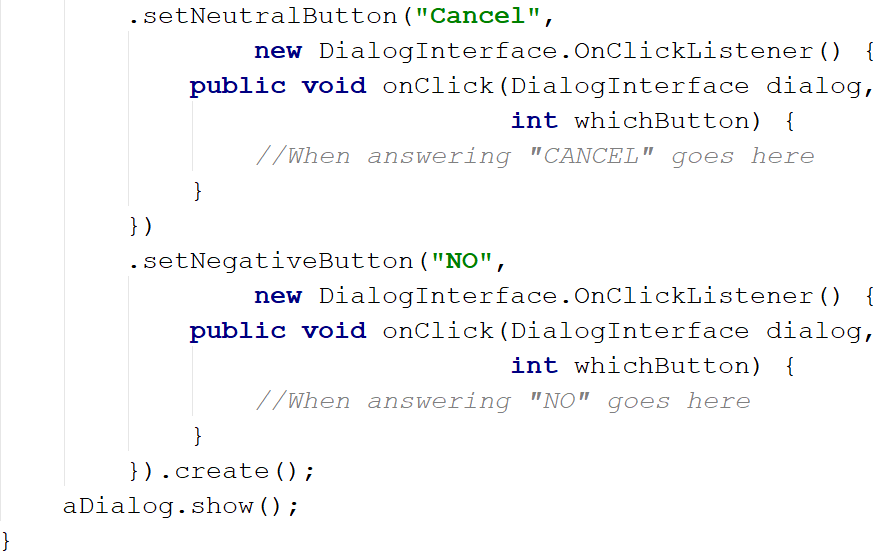 .setNeutralButton("Cancel",
new DialogInterface.OnClickListener() {
public void onClick(DialogInterface dialog,
int whichButton) {
//When answering "CANCEL" goes here
}
})
.setNegativeButton("NO",
new DialogInterface.OnClickListener() {
public void onClick(DialogInterface dialog,
int whichButton) {
//When answering "NO" goes here
}
}).create();
aDialog.show();
}